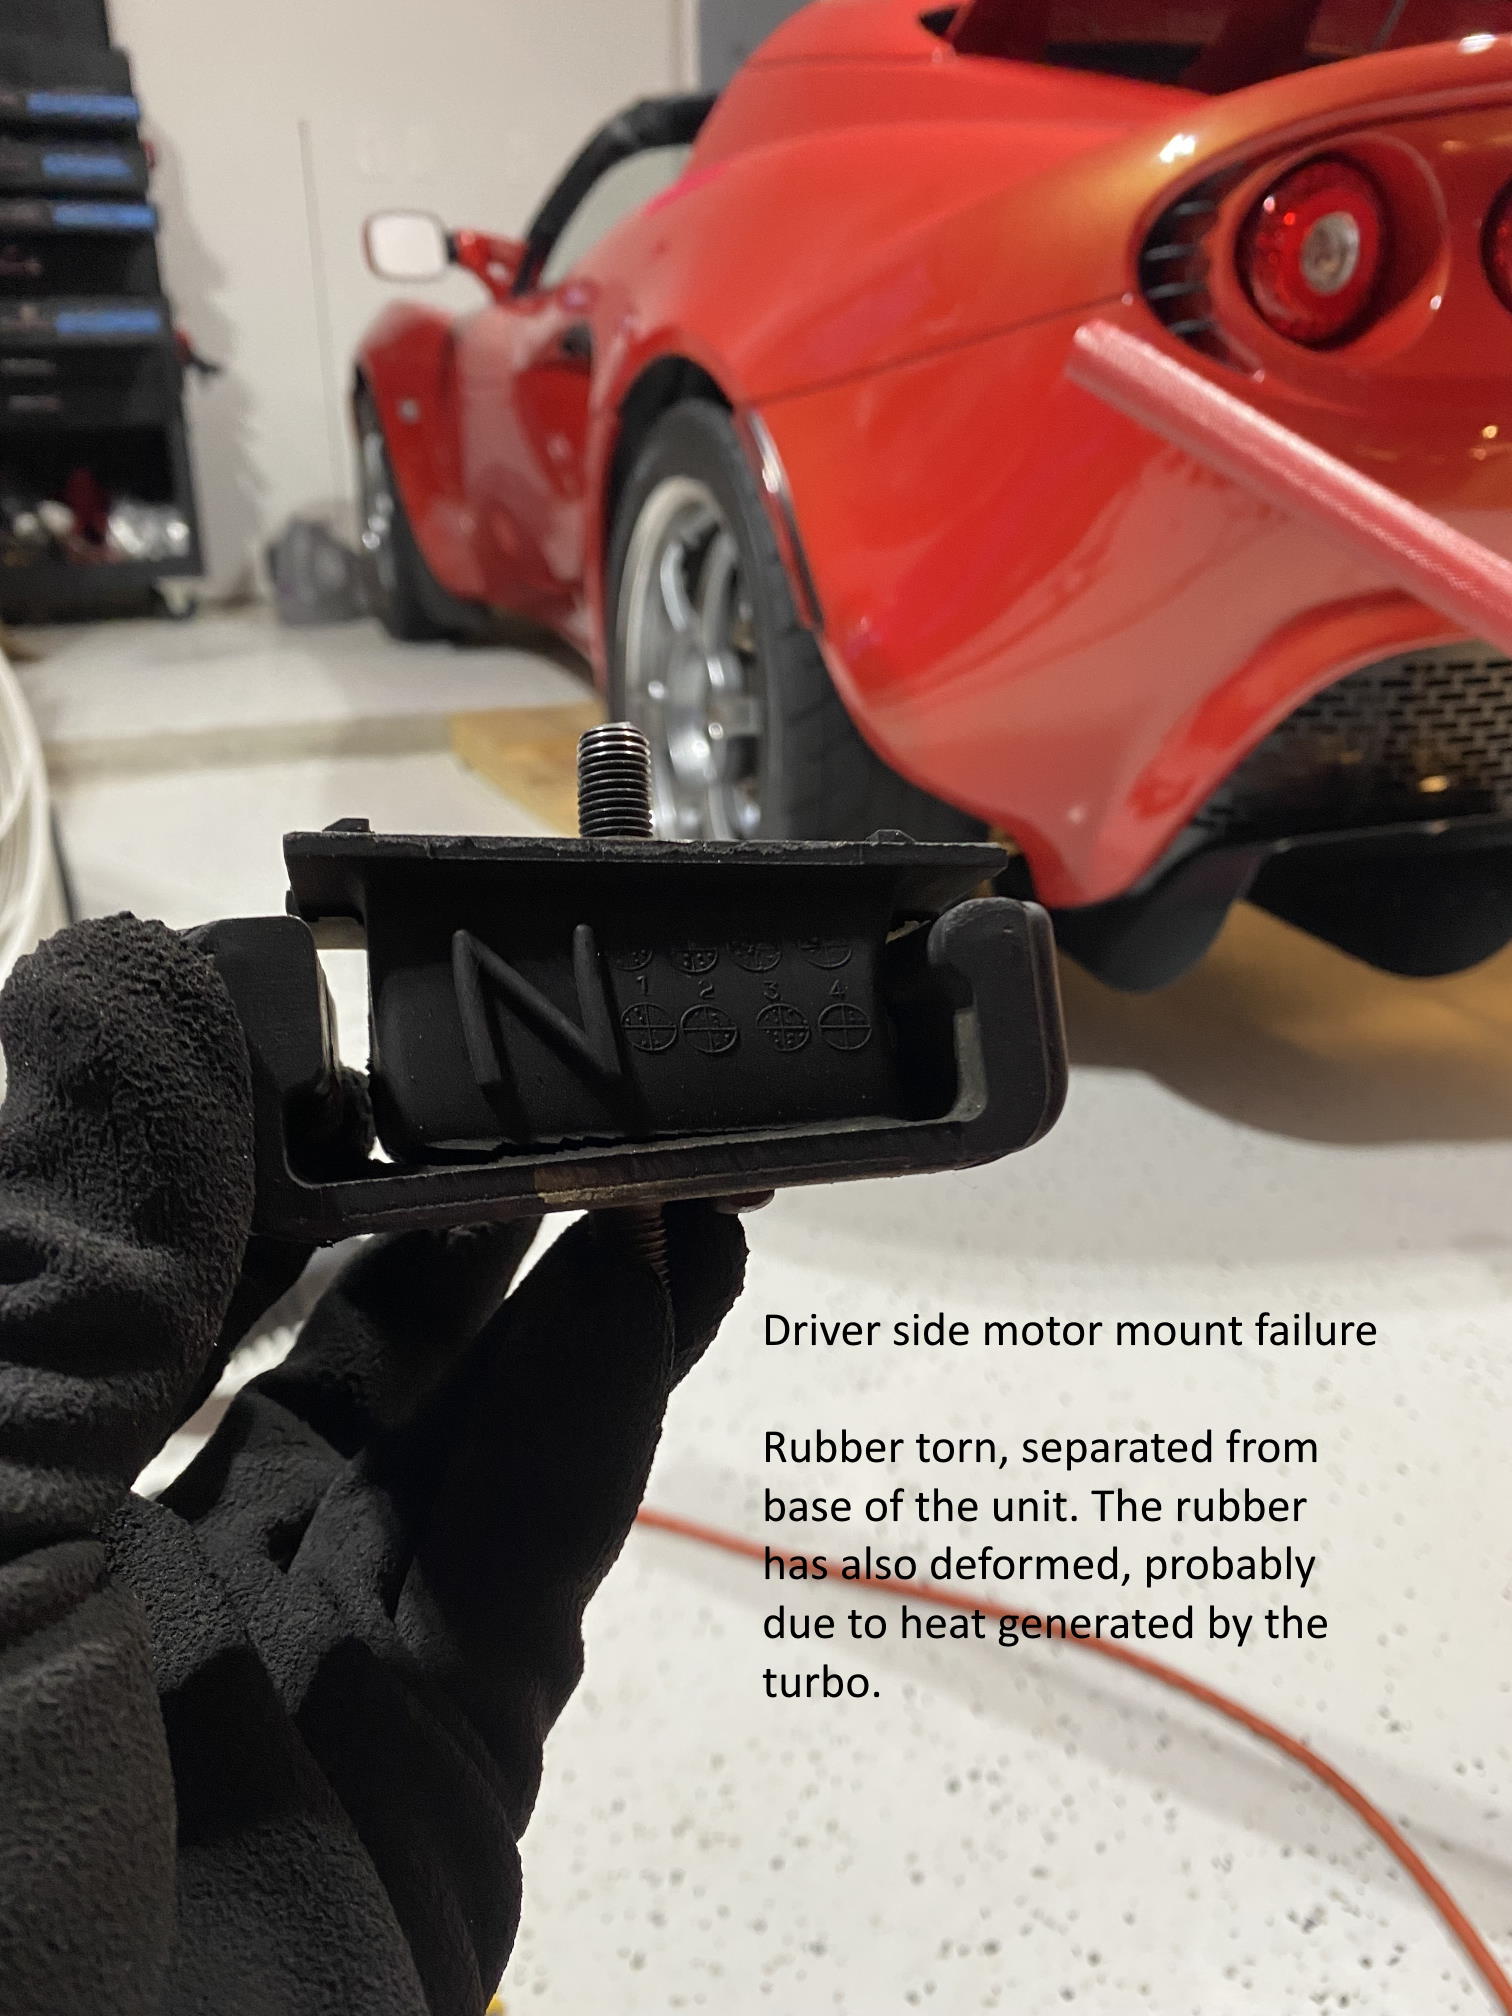 N
1 2 3 4
Driver side motor mount failure
Rubber torn, separated from
base of the unit. The rubber
has also deformed, probably
due to heat generated by the
turbo.